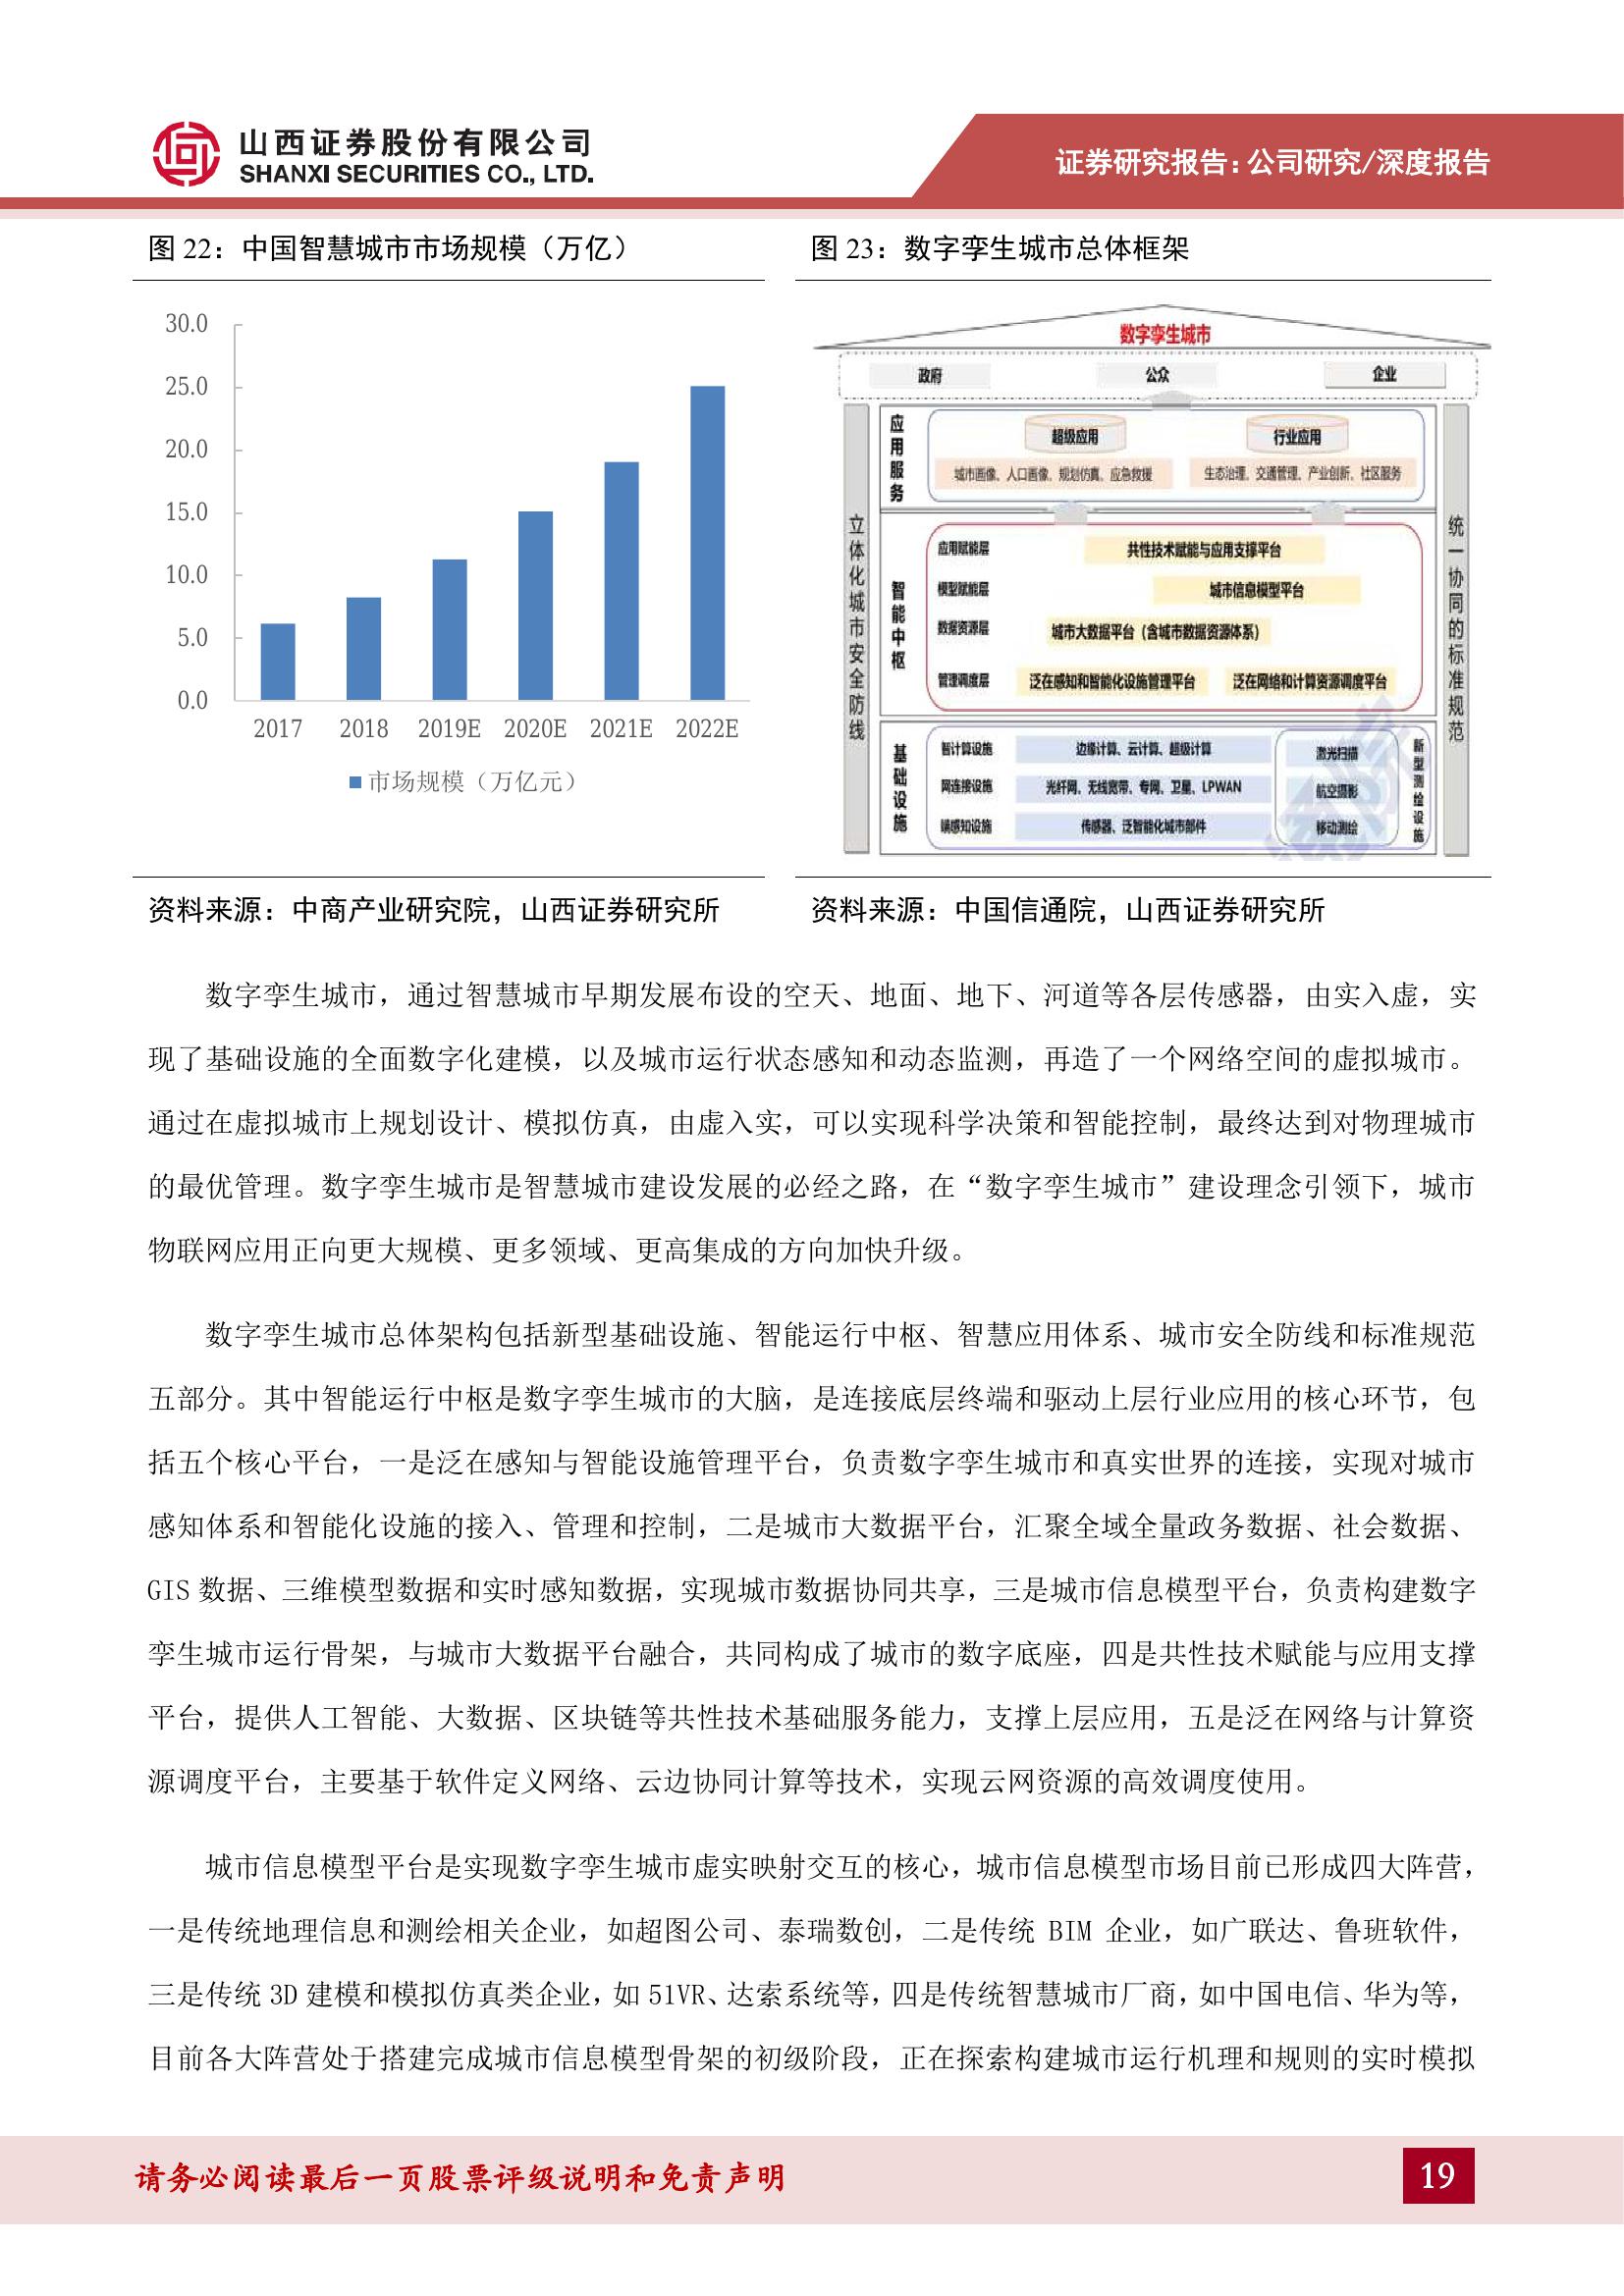 山西证券股份有限公司
SHANXI SECURITIES CO., LTD.
证券研究报告：公司研究/深度报告
图 22：中国智慧城市市场规模（万亿）
30.0
25.0
20.0
15.0
10.0
5.0
0.0
2017 2018 2019E 2020E 2021E 2022E
市场规模（万亿元）
资料来源：中商产业研究院，山西证券研究所
图 23：数字孪生城市总体框架
数字孪生城市
政府 公众 企业
立体化城市安全防线
统一协同的标准规范
应用服务
超级应用 行业应用
城市画像、人口画像、规划仿真、应急救援 生态治理、交通管理、产业创新、社区服务
智能中枢
应用赋能层 共性技术赋能与应用支撑平台
模型赋能层 城市信息模型平台
数据资源层 城市大数据平台（含城市数据资源体系）
管理调度层 泛在感知和智能化设施管理平台 泛在网络和计算资源调度平台
基础设施
智计算设施 边缘计算、云计算、超级计算 激光扫描
网连接设施 光纤网、无线宽带、专网、卫星、LPWAN 航空摄影
端感知设施 传感器、泛智能化城市部件 移动测绘
新型测绘设施
资料来源：中国信通院，山西证券研究所
数字孪生城市，通过智慧城市早期发展布设的空天、地面、地下、河道等各层传感器，由实入虚，实
现了基础设施的全面数字化建模，以及城市运行状态感知和动态监测，再造了一个网络空间的虚拟城市。
通过在虚拟城市上规划设计、模拟仿真，由虚入实，可以实现科学决策和智能控制，最终达到对物理城市
的最优管理。数字孪生城市是智慧城市建设发展的必经之路，在“数字孪生城市”建设理念引领下，城市
物联网应用正向更大规模、更多领域、更高集成的方向加快升级。
数字孪生城市总体架构包括新型基础设施、智能运行中枢、智慧应用体系、城市安全防线和标准规范
五部分。其中智能运行中枢是数字孪生城市的大脑，是连接底层终端和驱动上层行业应用的核心环节，包
括五个核心平台，一是泛在感知与智能设施管理平台，负责数字孪生城市和真实世界的连接，实现对城市
感知体系和智能化设施的接入、管理和控制，二是城市大数据平台，汇聚全域全量政务数据、社会数据、
GIS 数据、三维模型数据和实时感知数据，实现城市数据协同共享，三是城市信息模型平台，负责构建数字
孪生城市运行骨架，与城市大数据平台融合，共同构成了城市的数字底座，四是共性技术赋能与应用支撑
平台，提供人工智能、大数据、区块链等共性技术基础服务能力，支撑上层应用，五是泛在网络与计算资
源调度平台，主要基于软件定义网络、云边协同计算等技术，实现云网资源的高效调度使用。
城市信息模型平台是实现数字孪生城市虚实映射交互的核心，城市信息模型市场目前已形成四大阵营，
一是传统地理信息和测绘相关企业，如超图公司、泰瑞数创，二是传统 BIM 企业，如广联达、鲁班软件，
三是传统 3D 建模和模拟仿真类企业，如 51VR、达索系统等，四是传统智慧城市厂商，如中国电信、华为等，
目前各大阵营处于搭建完成城市信息模型骨架的初级阶段，正在探索构建城市运行机理和规则的实时模拟
请务必阅读最后一页股票评级说明和免责声明
19